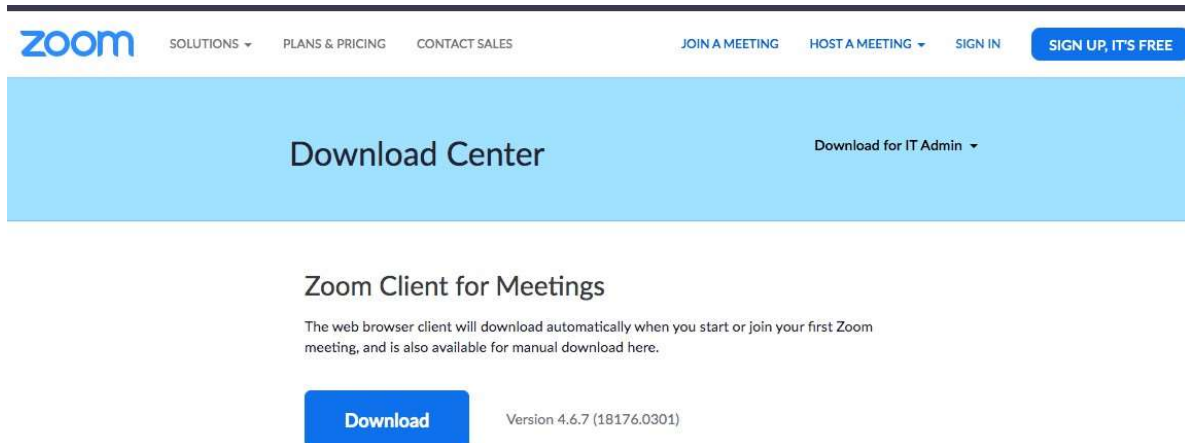 zoom SOLUTIONS PLANS & PRICING CONTACT SALES JOIN A MEETING HOST A MEETING SIGN IN SIGN UP, IT'S FREE
Download Center Download for IT Admin
Zoom Client for Meetings
The web browser client will download automatically when you start or join your first Zoom
meeting, and is also available for manual download here.
Download Version 4.6.7 (18176.0301)